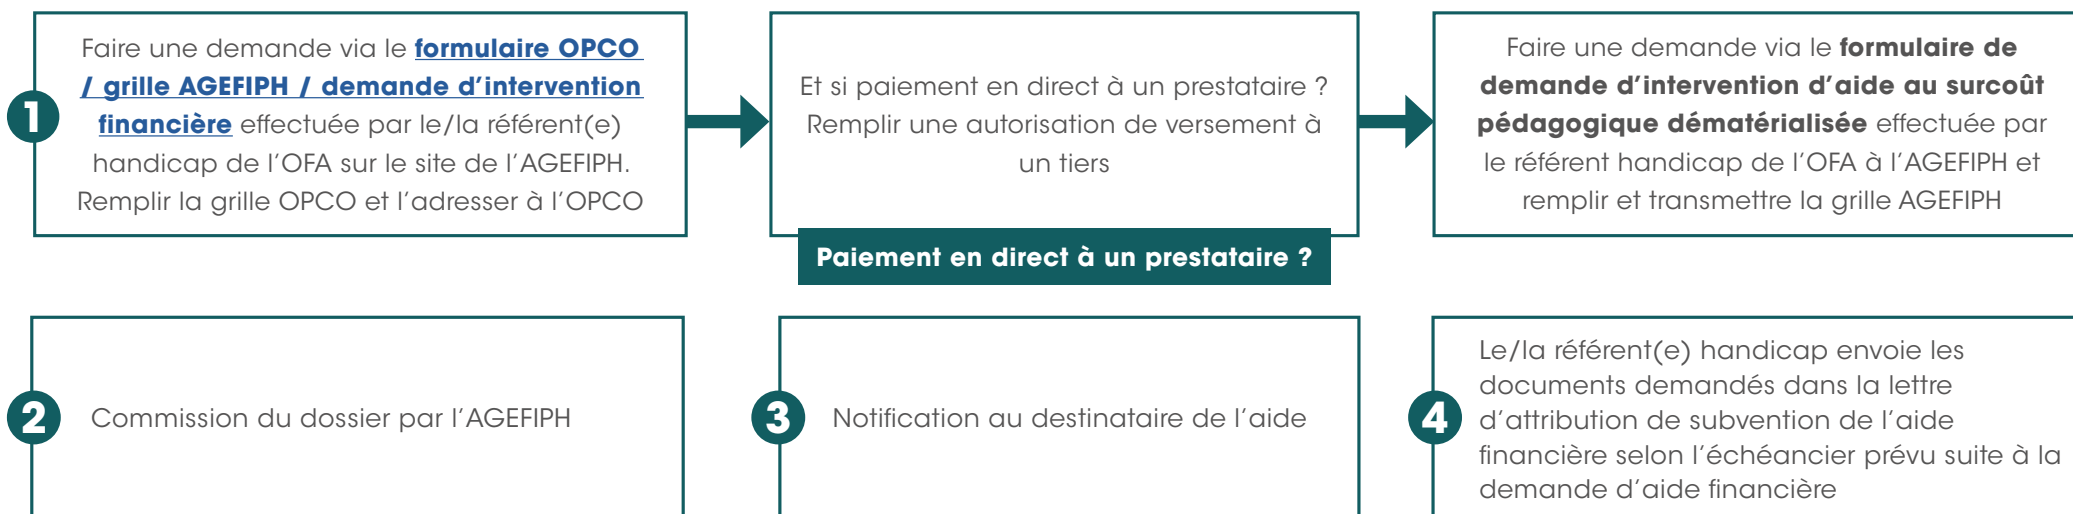 1
Faire une demande via le formulaire OPCO
/ grille AGEFIPH / demande d’intervention
financière effectuée par le/la référent(e)
handicap de l’OFA sur le site de l’AGEFIPH.
Remplir la grille OPCO et l’adresser à l’OPCO
Et si paiement en direct à un prestataire ?
Remplir une autorisation de versement à
un tiers
Paiement en direct à un prestataire ?
Faire une demande via le formulaire de
demande d’intervention d’aide au surcoût
pédagogique dématérialisée effectuée par
le référent handicap de l’OFA à l’AGEFIPH et
remplir et transmettre la grille AGEFIPH
2
Commission du dossier par l’AGEFIPH
3
Notification au destinataire de l’aide
4
Le/la référent(e) handicap envoie les
documents demandés dans la lettre
d’attribution de subvention de l’aide
financière selon l’échéancier prévu suite à la
demande d’aide financière